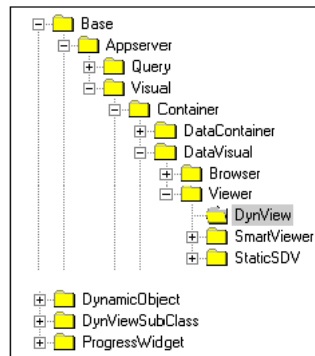 Base
Appserver
Query
Visual
Container
DataContainer
DataVisual
Browser
Viewer
DynView
SmartViewer
StaticSDV
DynamicObject
DynViewSubClass
ProgressWidget